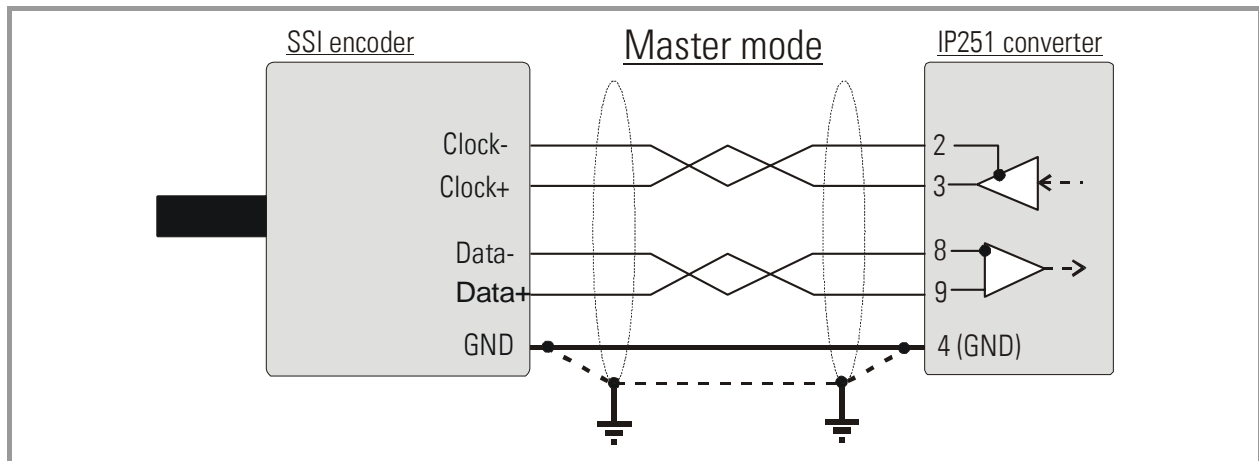 SSI encoder
Master mode
IP251 converter
Clock-
2
Clock+
3
Data-
8
Data+
9
GND
4 (GND)